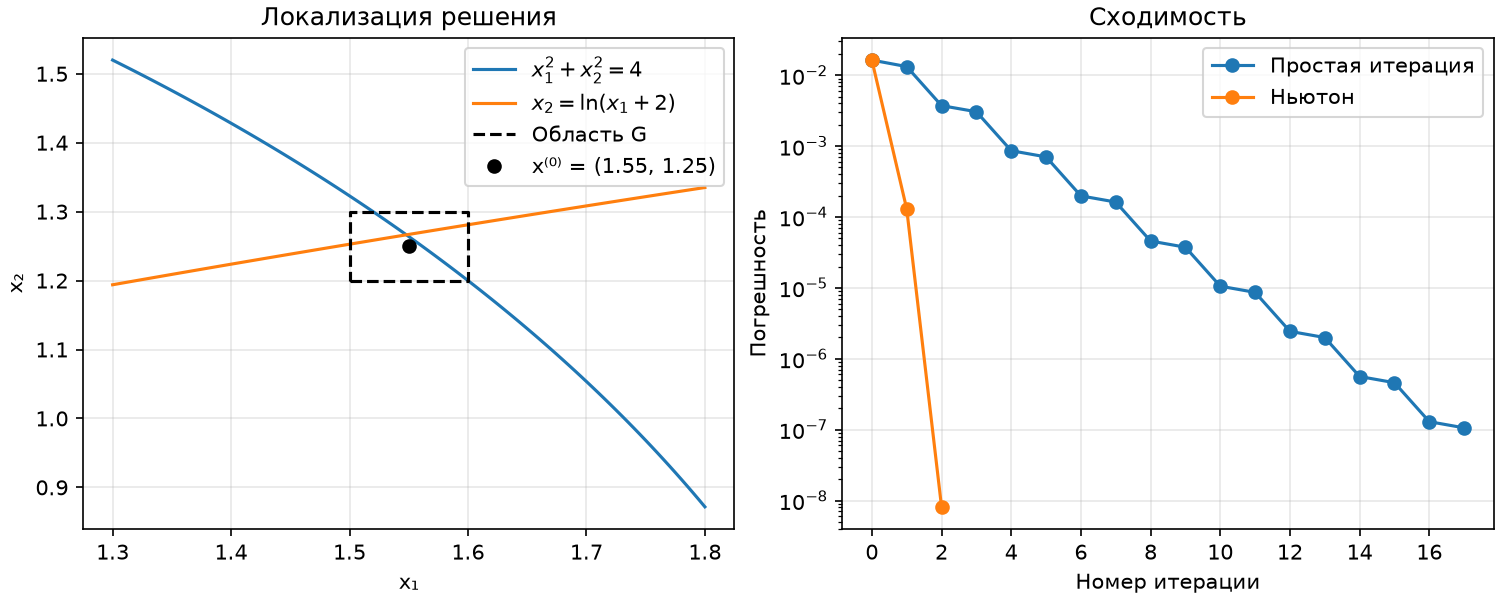 Локализация решения
x₁² + x₂² = 4
x₂ = ln(x₁ + 2)
Область G
x⁽⁰⁾ = (1.55, 1.25)
1.5
1.4
1.3
1.2
1.1
1.0
0.9
x₂
1.3 1.4 1.5 1.6 1.7 1.8
x₁
Сходимость
Простая итерация
Ньютон
10⁻²
10⁻³
10⁻⁴
10⁻⁵
10⁻⁶
10⁻⁷
10⁻⁸
Погрешность
0 2 4 6 8 10 12 14 16
Номер итерации